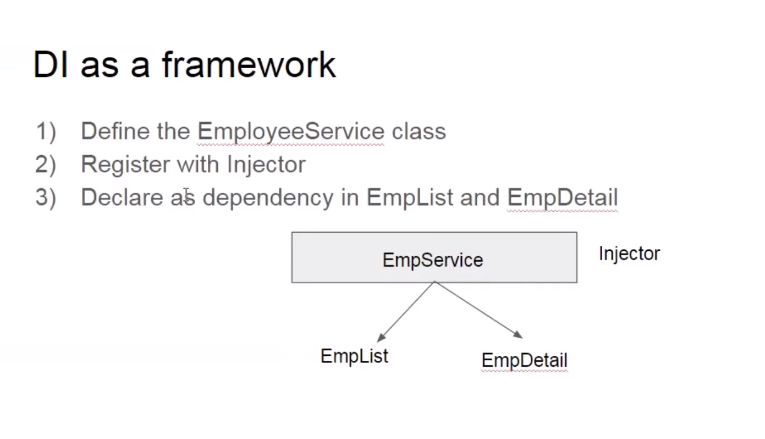 DI as a framework
1) Define the EmployeeService class
2) Register with Injector
3) Declare as dependency in EmpList and EmpDetail
EmpService
Injector
EmpList
EmpDetail